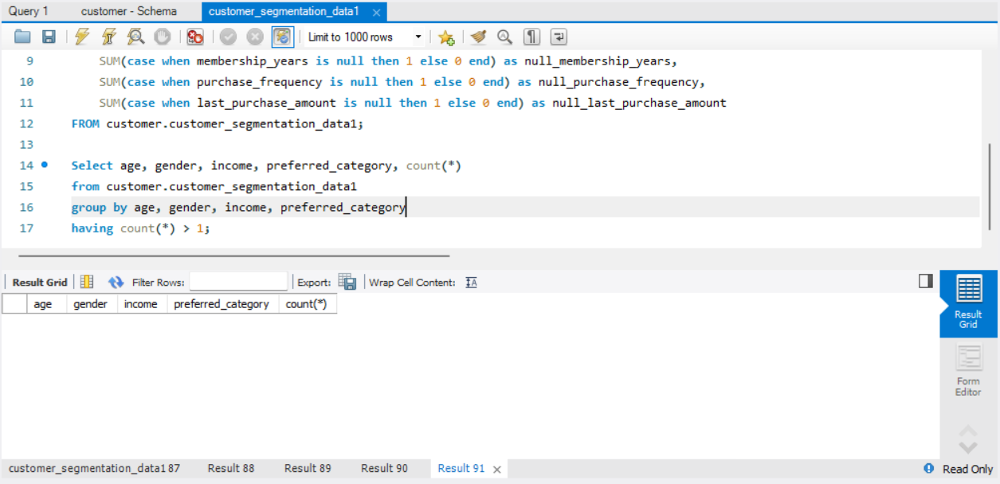 Query 1 customer - Schema customer_segmentation_data1
Limit to 1000 rows
9 SUM(case when membership_years is null then 1 else 0 end) as null_membership_years,
10 SUM(case when purchase_frequency is null then 1 else 0 end) as null_purchase_frequency,
11 SUM(case when last_purchase_amount is null then 1 else 0 end) as null_last_purchase_amount
12 FROM customer.customer_segmentation_data1;
13
14 Select age, gender, income, preferred_category, count(*)
15 from customer.customer_segmentation_data1
16 group by age, gender, income, preferred_category
17 having count(*) > 1;
Result Grid Filter Rows: Export: Wrap Cell Content: IA
age gender income preferred_category count(*)
Result
Grid
Form
Editor
customer_segmentation_data1 87 Result 88 Result 89 Result 90 Result 91 Read Only